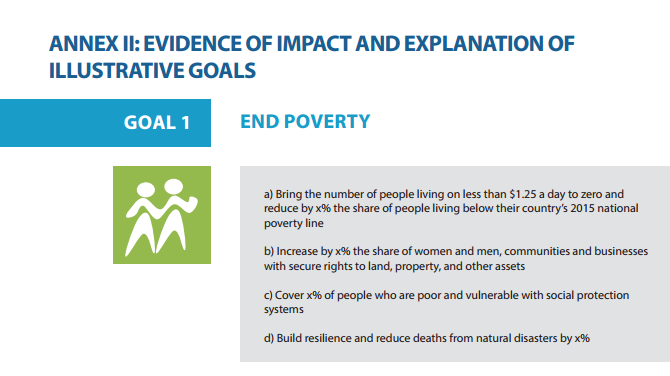 ANNEX II: EVIDENCE OF IMPACT AND EXPLANATION OF
ILLUSTRATIVE GOALS
GOAL 1
END POVERTY
a) Bring the number of people living on less than $1.25 a day to zero and
reduce by x% the share of people living below their country's 2015 national
poverty line
b) Increase by x% the share of women and men, communities and businesses
with secure rights to land, property, and other assets
c) Cover x% of people who are poor and vulnerable with social protection
systems
d) Build resilience and reduce deaths from natural disasters by x%